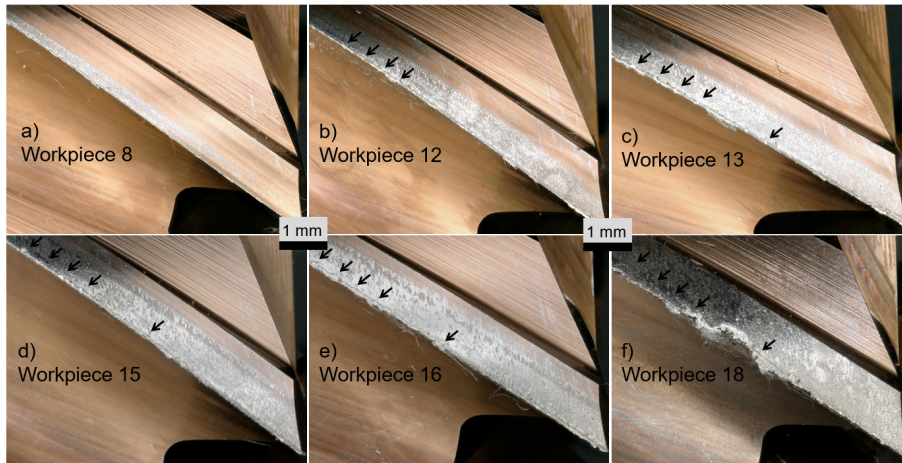 a)
Workpiece 8
b)
Workpiece 12
c)
Workpiece 13
1 mm
1 mm
d)
Workpiece 15
e)
Workpiece 16
f)
Workpiece 18